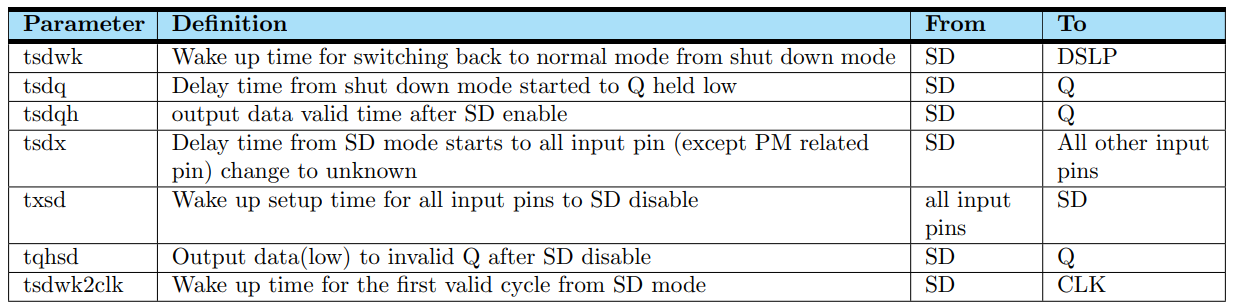 Parameter Definition From To
tsdwk Wake up time for switching back to normal mode from shut down mode SD DSLP
tsdq Delay time from shut down mode started to Q held low SD Q
tsdqh output data valid time after SD enable SD Q
tsdx Delay time from SD mode starts to all input pin (except PM related SD All other input
pin) change to unknown pins
txsd Wake up setup time for all input pins to SD disable all input SD
pins
tqhsd Output data(low) to invalid Q after SD disable SD Q
tsdwk2clk Wake up time for the first valid cycle from SD mode SD CLK